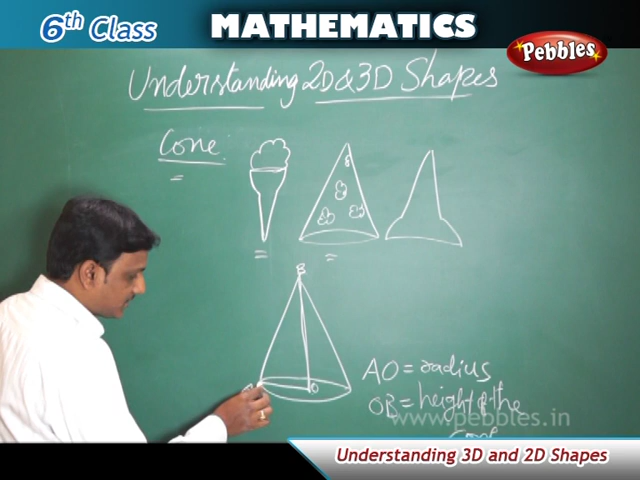 6th Class
MATHEMATICS
Pebbles
Understanding 2D & 3D Shapes
Cone:
B
O
AO = radius
OB = height of the
cone
www.pebbles.in
Understanding 3D and 2D Shapes